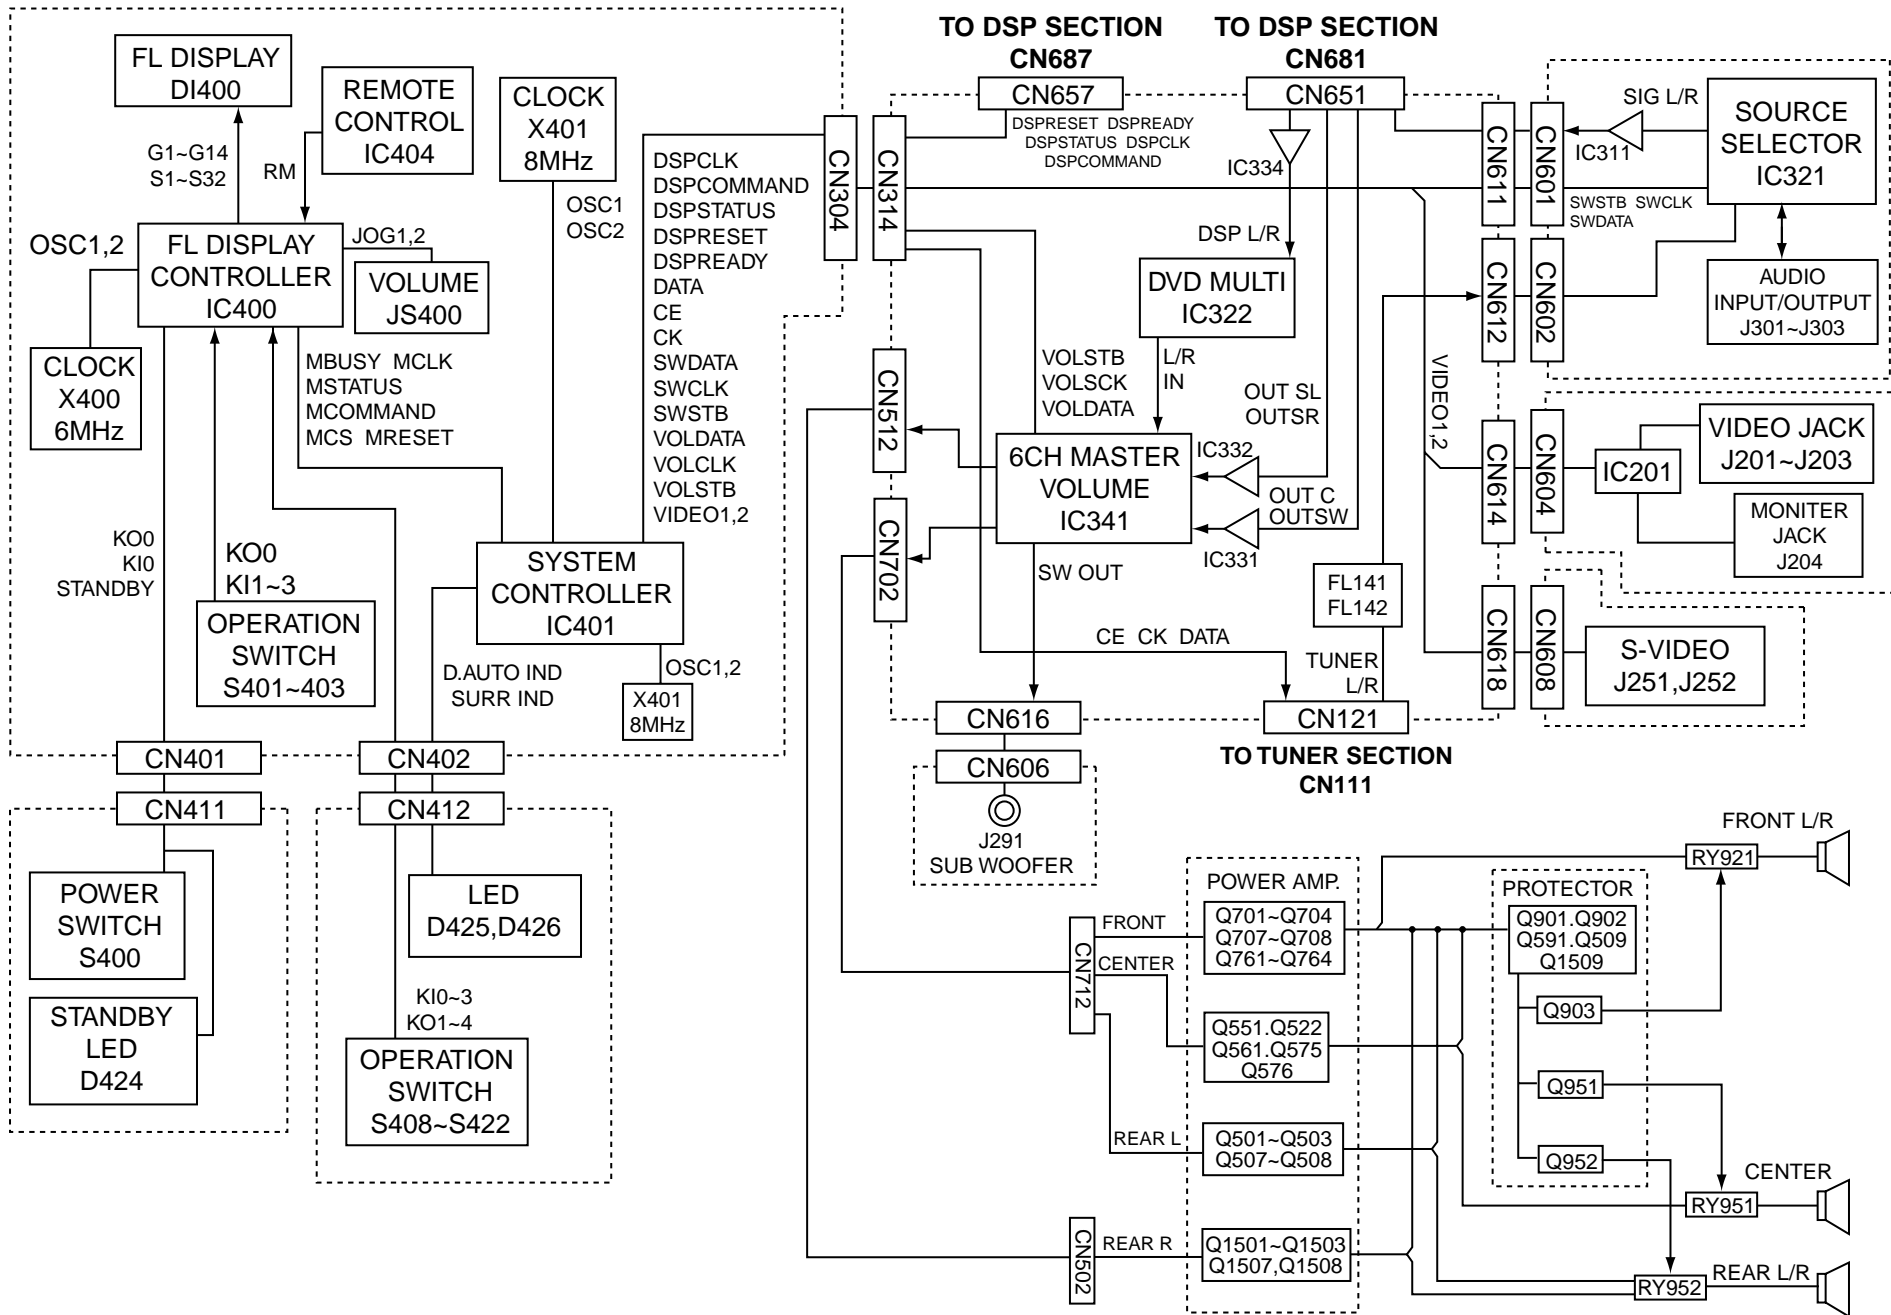 TO DSP SECTION
CN687
TO DSP SECTION
CN681
FL DISPLAY
DI400
REMOTE
CONTROL
IC404
CLOCK
X401
8MHz
G1~G14
S1~S32
RM
OSC1
OSC2
OSC1,2
FL DISPLAY
CONTROLLER
IC400
JOG1,2
VOLUME
JS400
CLOCK
X400
6MHz
MBUSY MCLK
MSTATUS
MCOMMAND
MCS MRESET
DSPCLK
DSPCOMMAND
DSPSTATUS
DSPRESET
DSPREADY
DATA
CE
CK
SWDATA
SWCLK
SWSTB
VOLDATA
VOLCLK
VOLSTB
VIDEO1,2
KO0
KI0
STANDBY
KO0
KI1~3
OPERATION
SWITCH
S401~403
SYSTEM
CONTROLLER
IC401
D.AUTO IND
SURR IND
OSC1,2
X401
8MHz
CN401
CN402
CN411
CN412
POWER
SWITCH
S400
STANDBY
LED
D424
LED
D425,D426
KI0~3
KO1~4
OPERATION
SWITCH
S408~S422
CN304
CN314
CN657
CN651
DSPRESET DSPREADY
DSPSTATUS DSPCLK
DSPCOMMAND
IC334
DSP L/R
DVD MULTI
IC322
L/R
IN
VOLSTB
VOLSCK
VOLDATA
OUT SL
OUTSR
CN512
CN702
6CH MASTER
VOLUME
IC341
IC332
OUT C
OUTSW
IC331
SW OUT
FL141
FL142
CE CK DATA
TUNER
L/R
CN616
CN121
TO TUNER SECTION
CN111
CN606
J291
SUB WOOFER
VIDEO1,2
CN611
CN601
CN612
CN602
CN614
CN604
CN618
CN608
SIG L/R
IC311
SOURCE
SELECTOR
IC321
SWSTB SWCLK
SWDATA
AUDIO
INPUT/OUTPUT
J301~J303
VIDEO JACK
J201~J203
IC201
MONITER
JACK
J204
S-VIDEO
J251,J252
CN712
CN502
FRONT
CENTER
REAR L
REAR R
POWER AMP.
Q701~Q704
Q707~Q708
Q761~Q764
Q551.Q522
Q561.Q575
Q576
Q501~Q503
Q507~Q508
Q1501~Q1503
Q1507,Q1508
PROTECTOR
Q901.Q902
Q591.Q509
Q1509
Q903
Q951
Q952
FRONT L/R
RY921
CENTER
RY951
REAR L/R
RY952